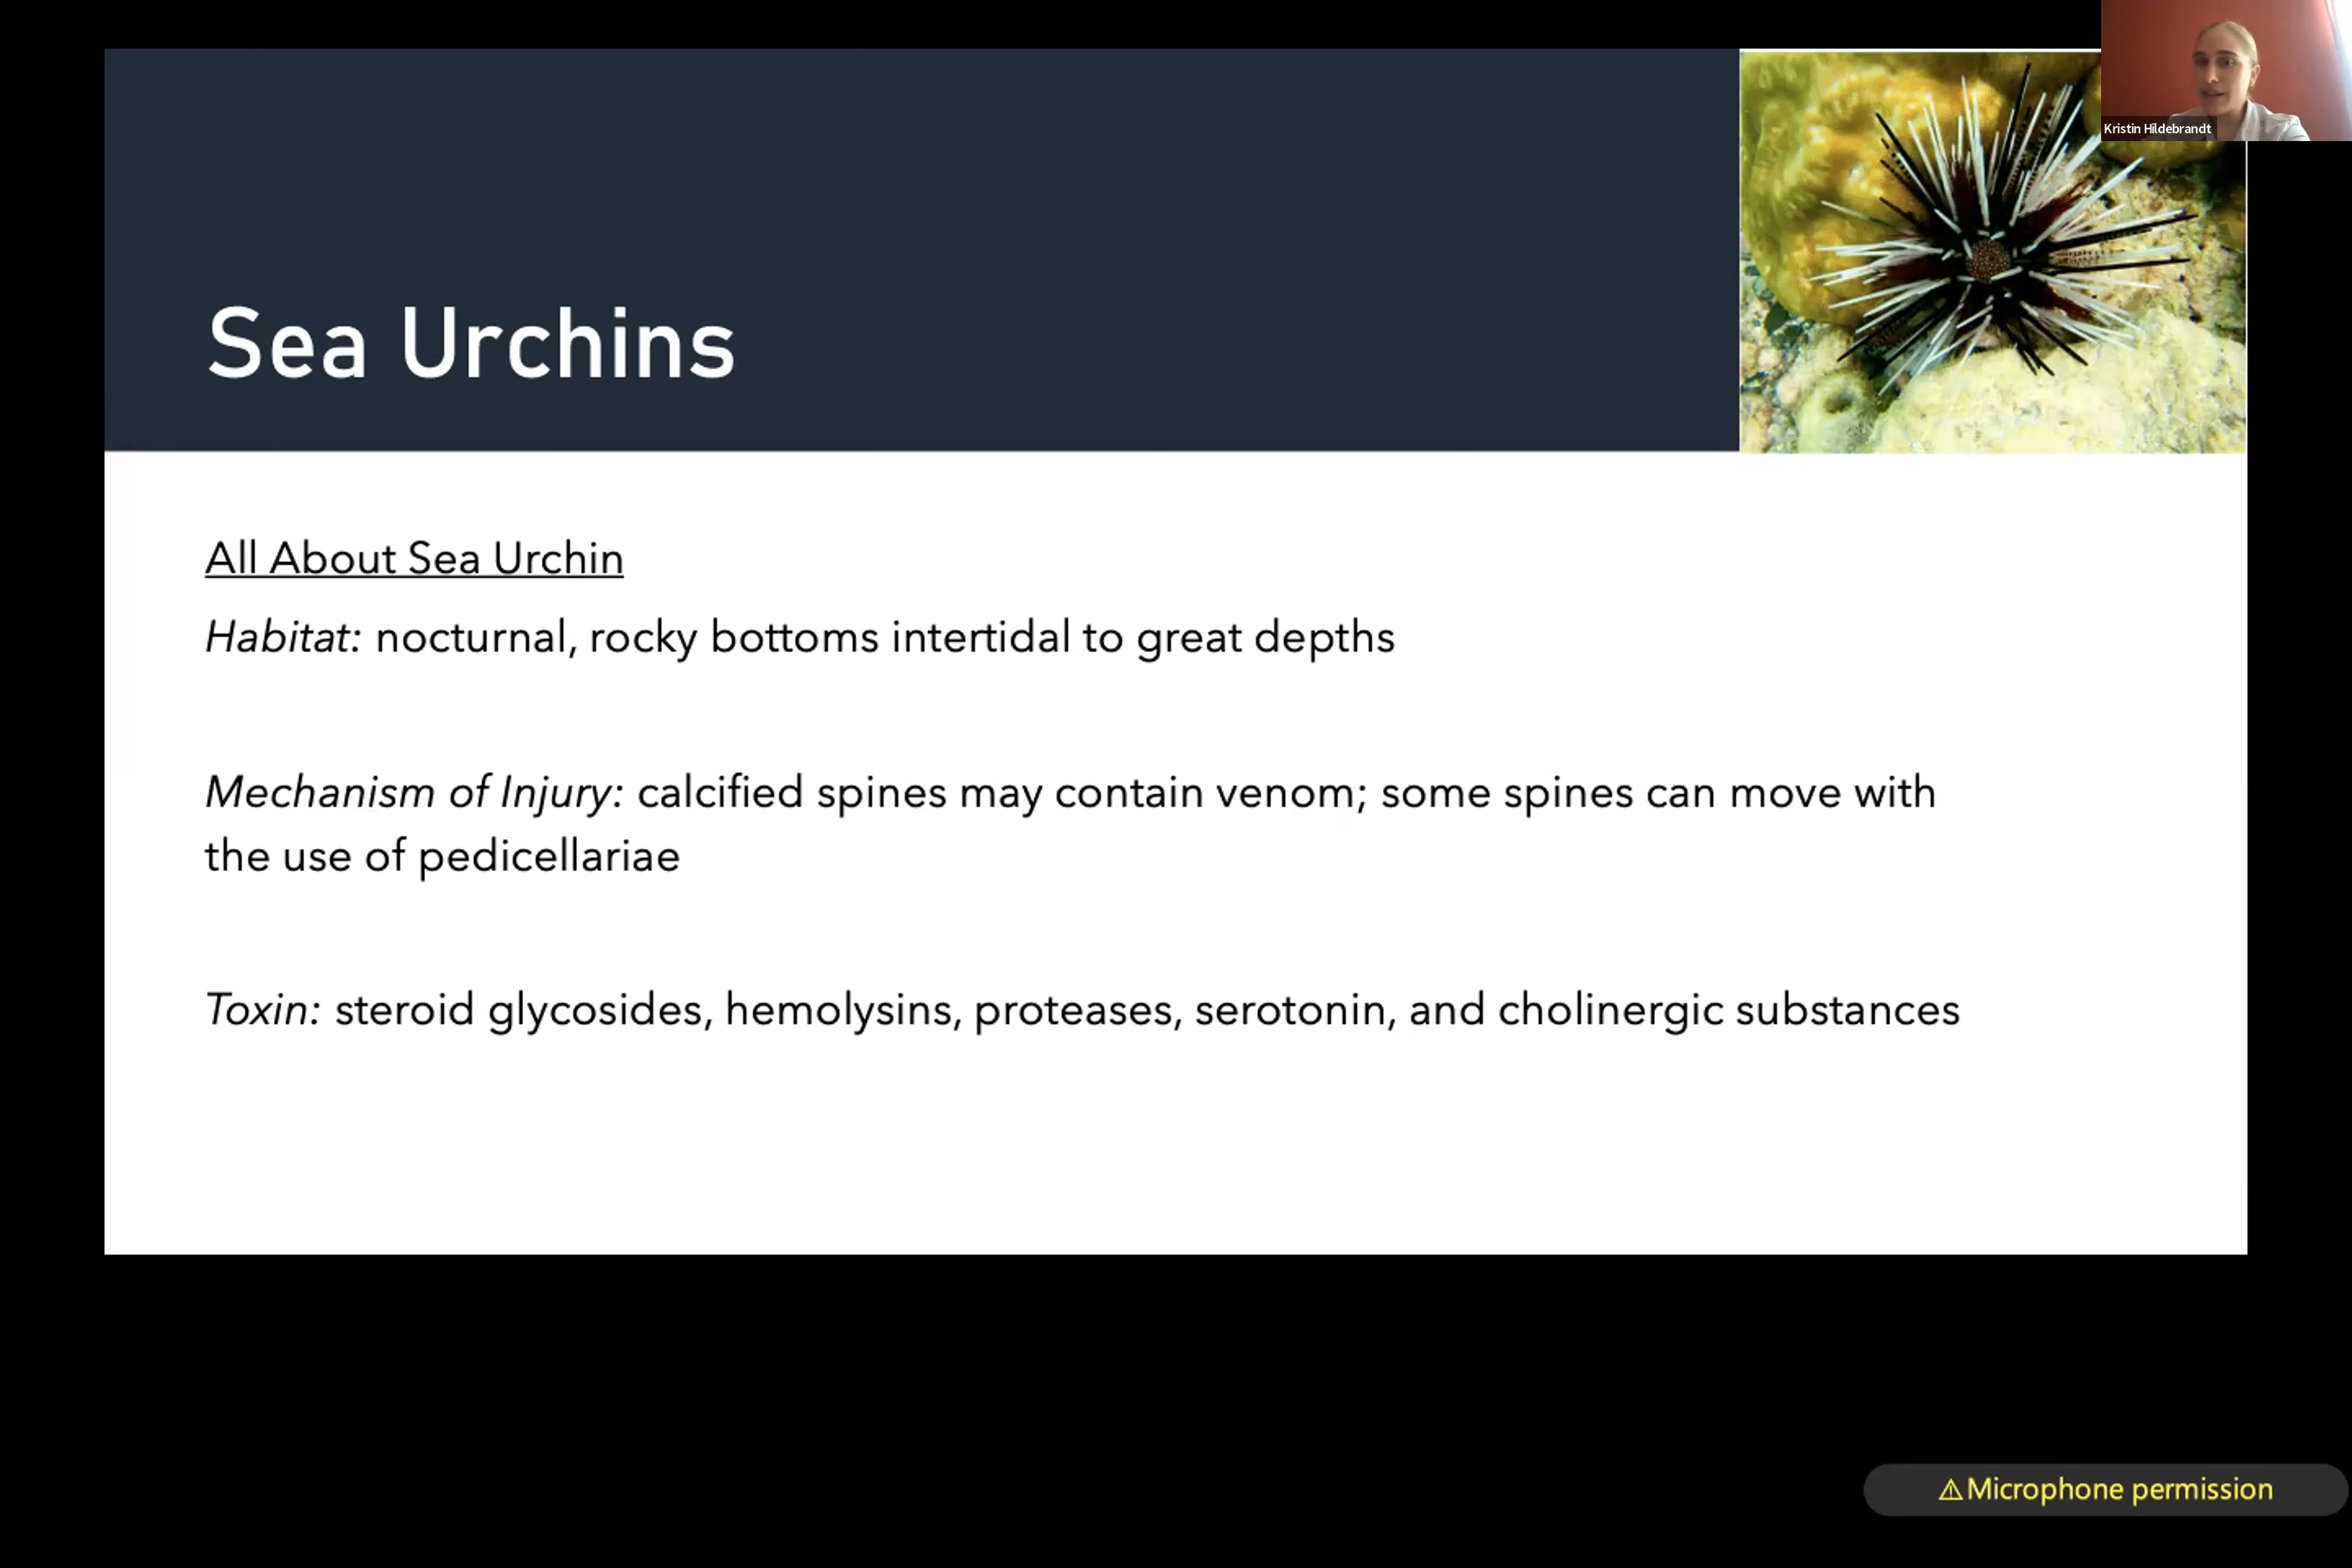 Kristin Hildebrandt
Sea Urchins
All About Sea Urchin
Habitat: nocturnal, rocky bottoms intertidal to great depths
Mechanism of Injury: calcified spines may contain venom; some spines can move with
the use of pedicellariae
Toxin: steroid glycosides, hemolysins, proteases, serotonin, and cholinergic substances
⚠Microphone permission